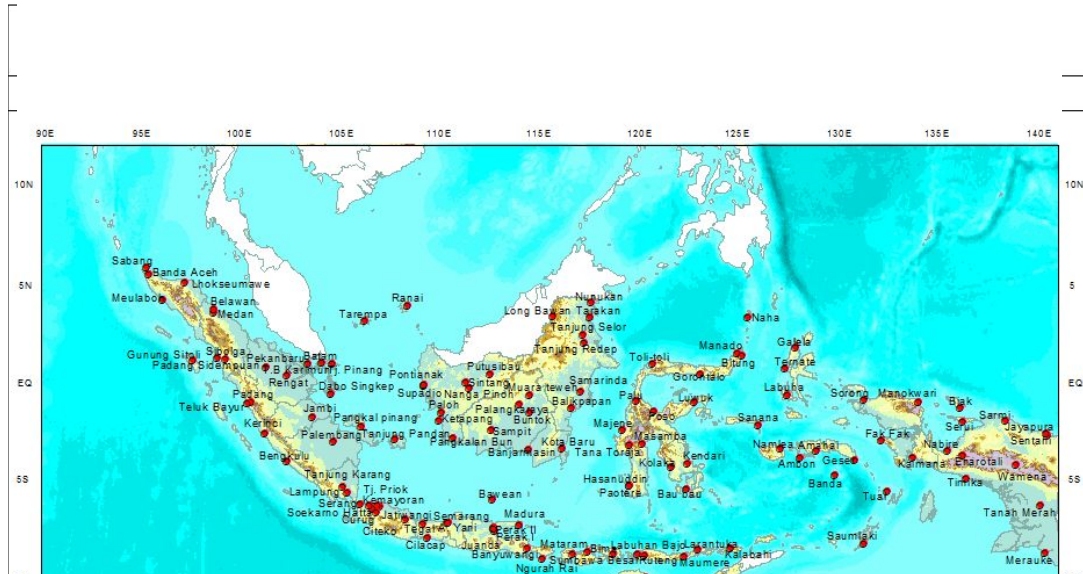 90E 95E 100E 105E 110E 115E 120E 125E 130E 135E 140E
10N 10N
Sabang
Banda Aceh
Lhokseumawe
5N 5
Meulaboh
Belawan
Medan
Ranai
Tarempa
Nunukan
Long Bawan Tarakan
Tanjung Selor
Tanjung Redep
Naha
Manado
Bitung
Galela
Ternate
Gunung Sitoli
Sibolga
Padang Sidempuan
Pekanbaru
Batam
T.B Karimun
Tj. Pinang
Rengat
Dabo Singkep
Toli-toli
Gorontalo
EQ EQ
Pontianak
Supadio
Putusibau
Sintang
Nanga Pinoh
Muara teweh
Samarinda
Balikpapan
Palu
Poso
Luwuk
Labuha
Sorong
Manokwari
Biak
Serui
Sarmi
Jayapura
Sentani
Padang
Teluk Bayur
Jambi
Kerinci
Pangkal pinang
Paloh
Ketapang
Palangkaraya
Buntok
Sampit
Majene
Masamba
Tana Toreja
Sanana
Namlea
Amahai
Fak Fak
Nabire
Enarotali
Palembang
Tanjung Pandan
Pangkalan Bun
Banjarmasin
Kota Baru
Kendari
Kolaka
Ambon
Geser
Kaimana
Timika
Wamena
Bengkulu
5S 5S
Tanjung Karang
Lampung
Hasanuddin
Paotere
Bau bau
Banda
Tual
Tanah Merah
Serang
Tj. Priok
Kemayoran
Soekarno Hatta
Curug
Citeko
Jatiwangi
Tegal
Semarang
A. Yani
Bawean
Madura
Perak II
Perak I
Cilacap
Juanda
Banyuwangi
Ngurah Rai
Mataram
Sumbawa Besar
Bima
Labuhan Bajo
Ruteng
Larantuka
Maumere
Kalabahi
Saumlaki
Merauke